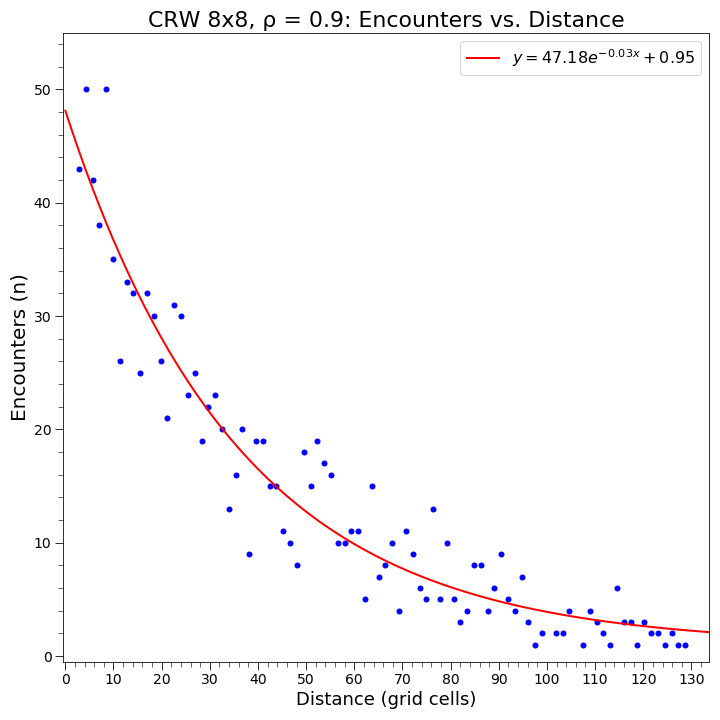 CRW 8x8, ρ = 0.9: Encounters vs. Distance
y = 47.18e^{-0.03x} + 0.95
50
40
30
20
10
0
Encounters (n)
0 10 20 30 40 50 60 70 80 90 100 110 120 130
Distance (grid cells)